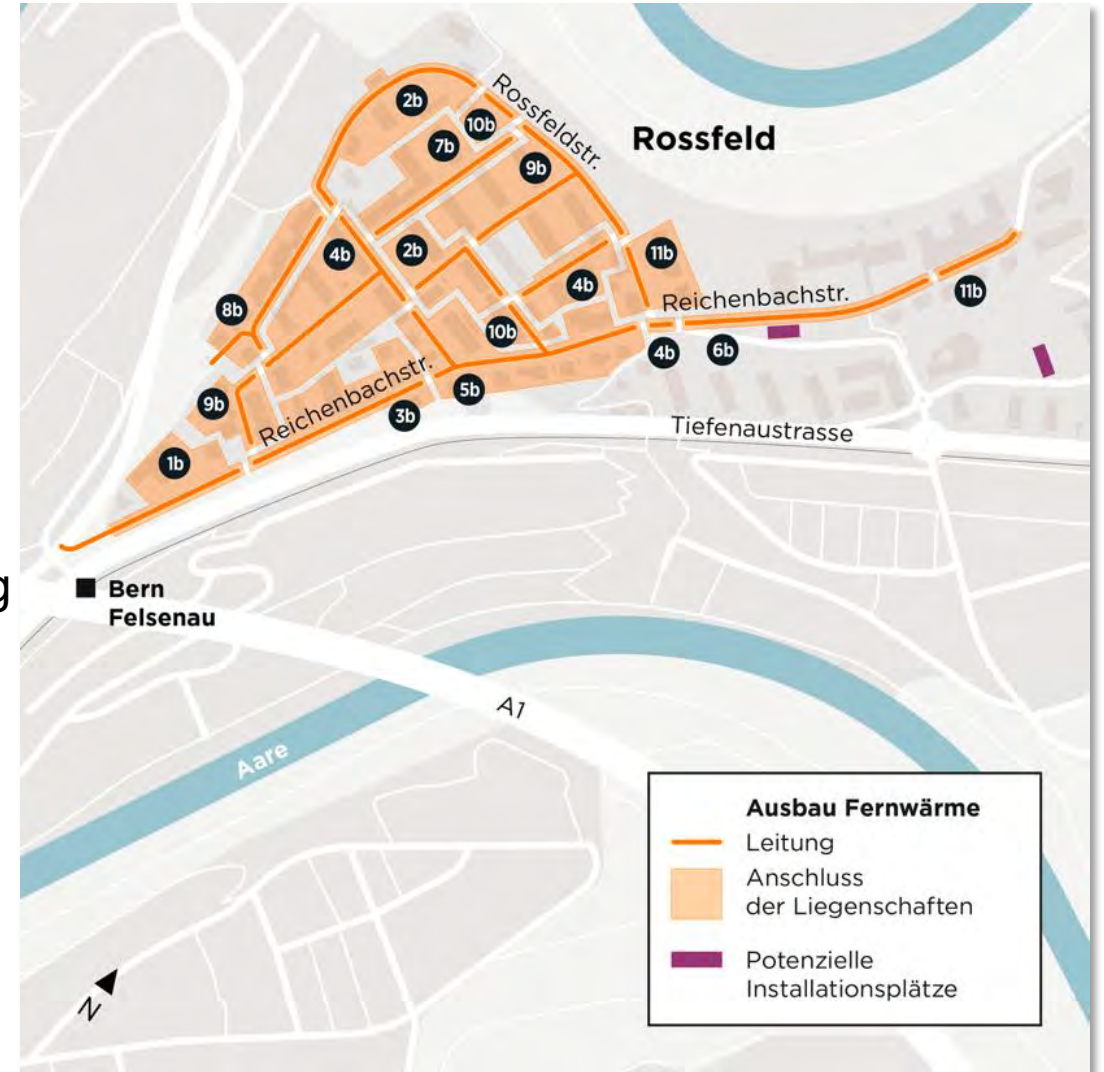 2b
10b
Rossfeldstr.
Rossfeld
7b
9b
4b
2b
11b
4b
8b
Reichenbachstr.
11b
10b
4b
6b
Reichenbachstr.
5b
9b
3b
Tiefenaustrasse
1b
g
Bern
Felsenau
A1
Aare
N
Ausbau Fernwärme
Leitung
Anschluss
der Liegenschaften
Potenzielle
Installationsplätze